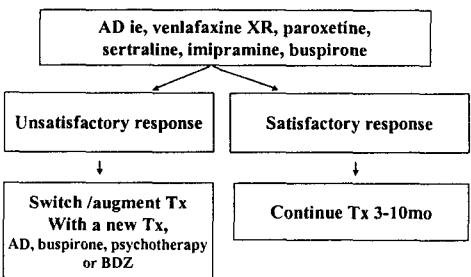 AD ie, venlafaxine XR, paroxetine,
sertraline, imipramine, buspirone
Unsatisfactory response
Satisfactory response
Switch /augment Tx
With a new Tx,
AD, buspirone, psychotherapy
or BDZ
Continue Tx 3-10mo